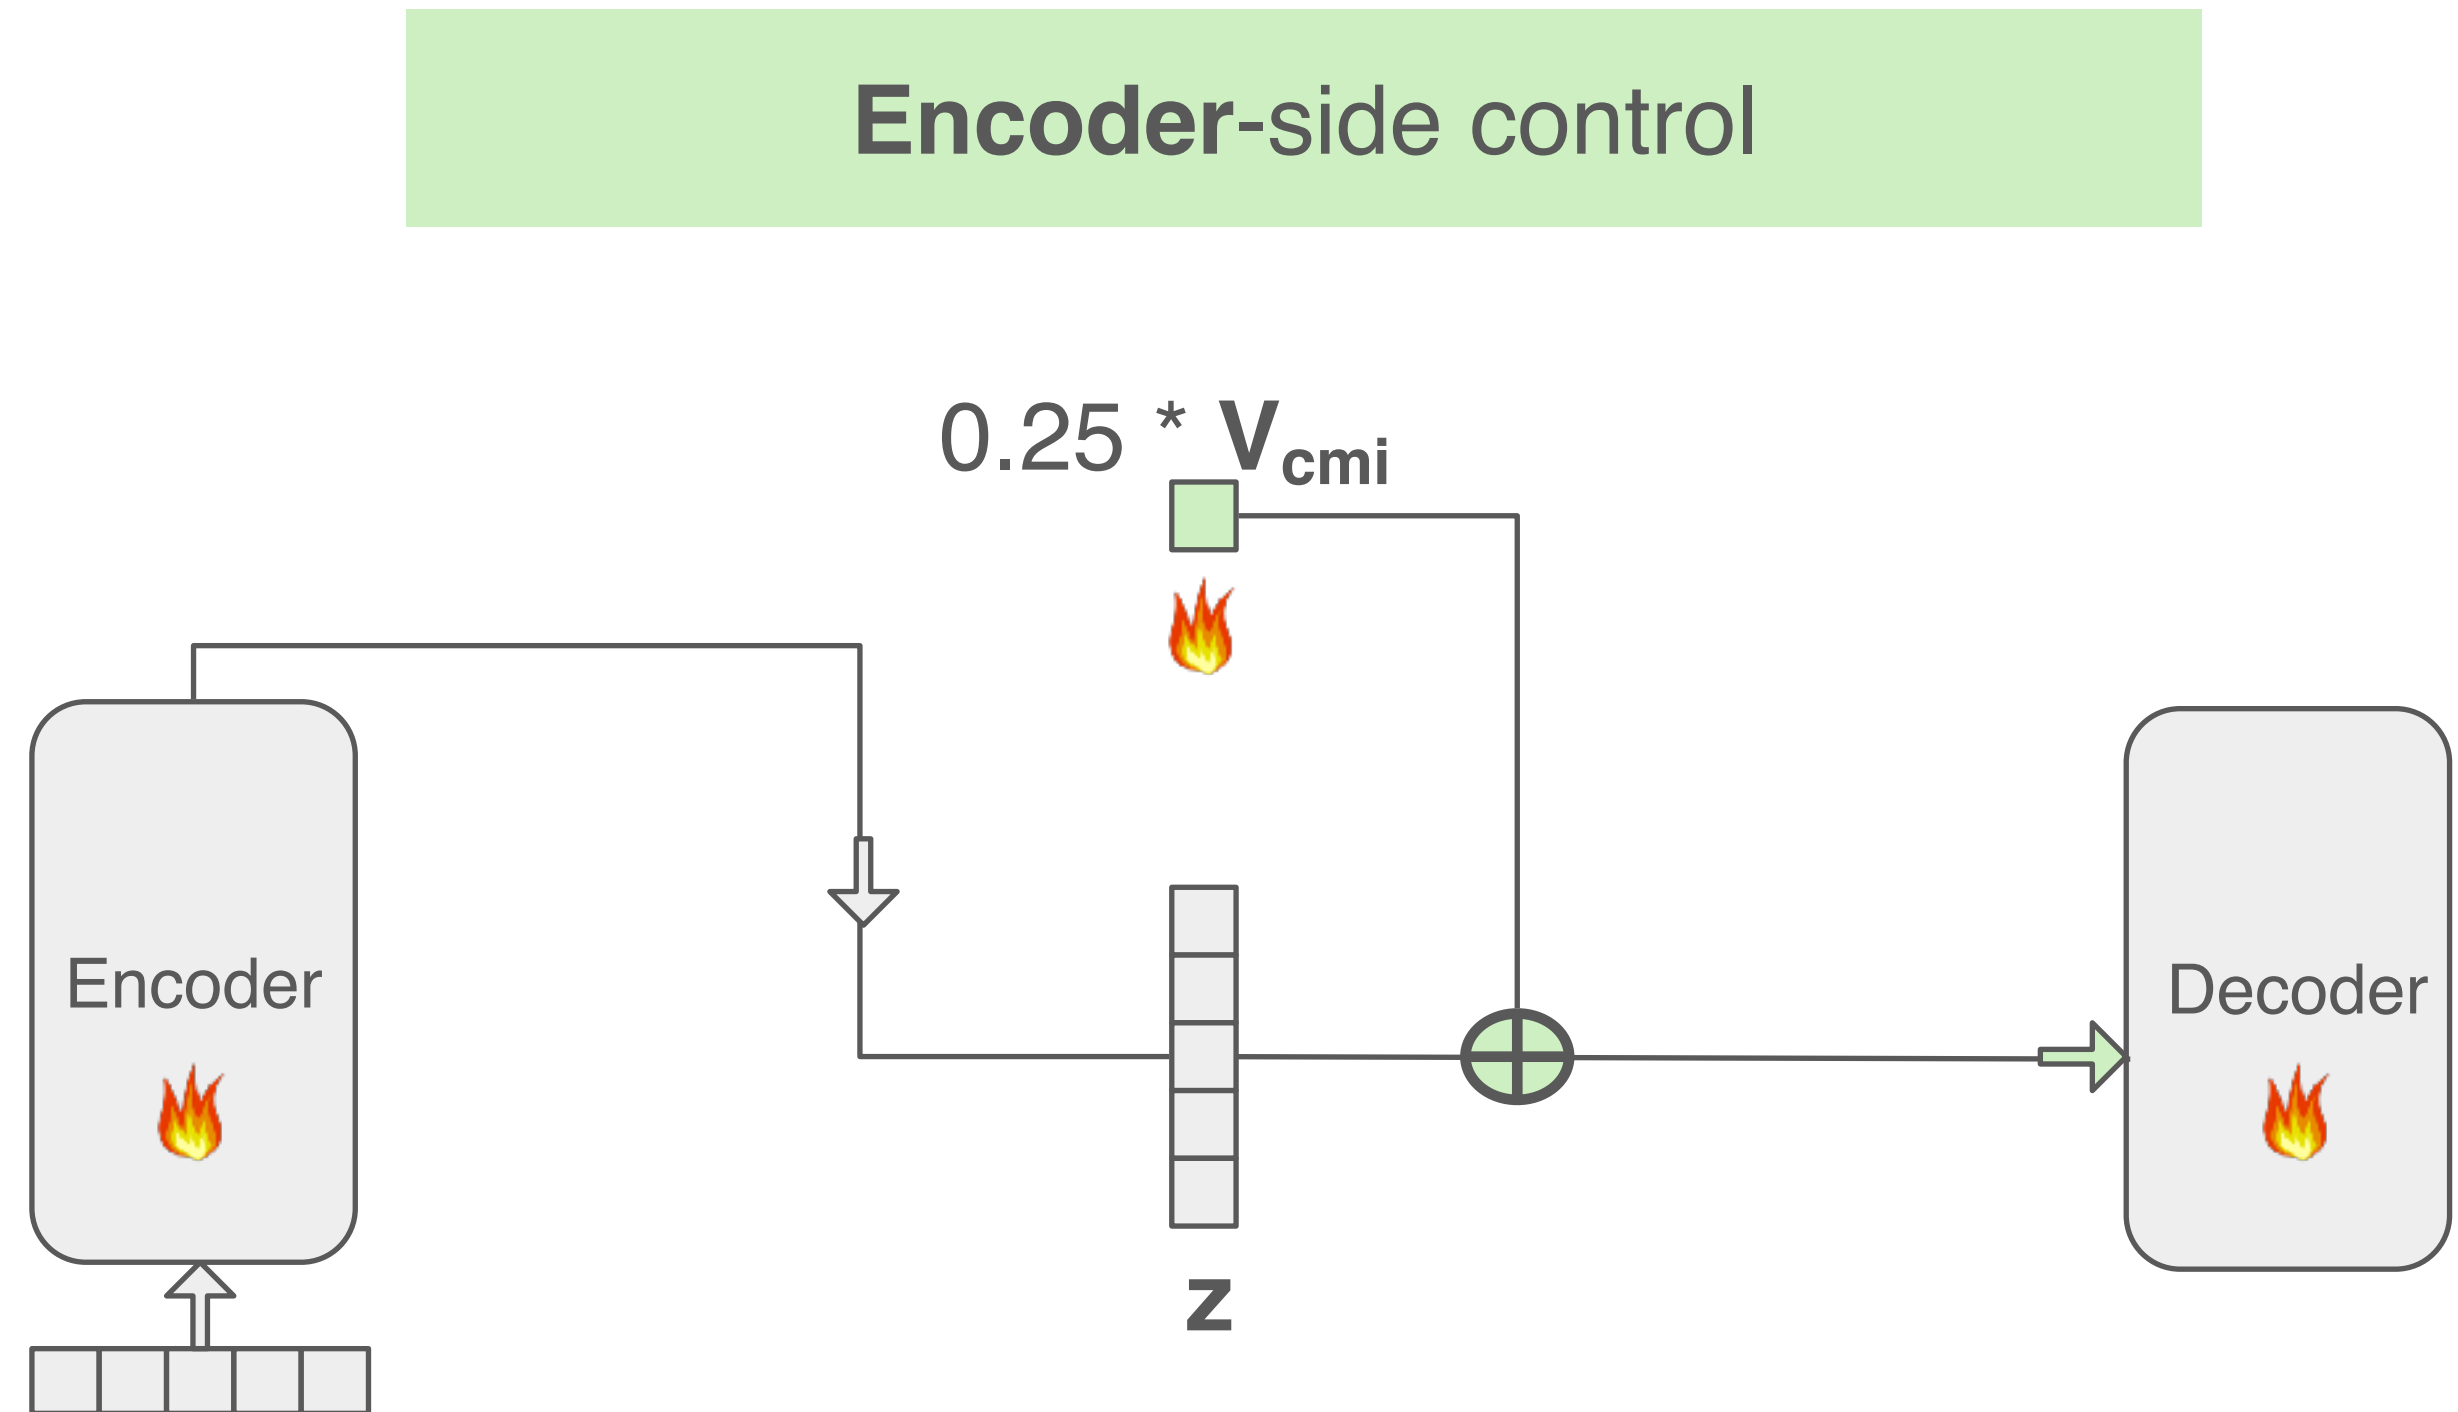 Encoder-side control
0.25 * Vcmi
Encoder
Decoder
z